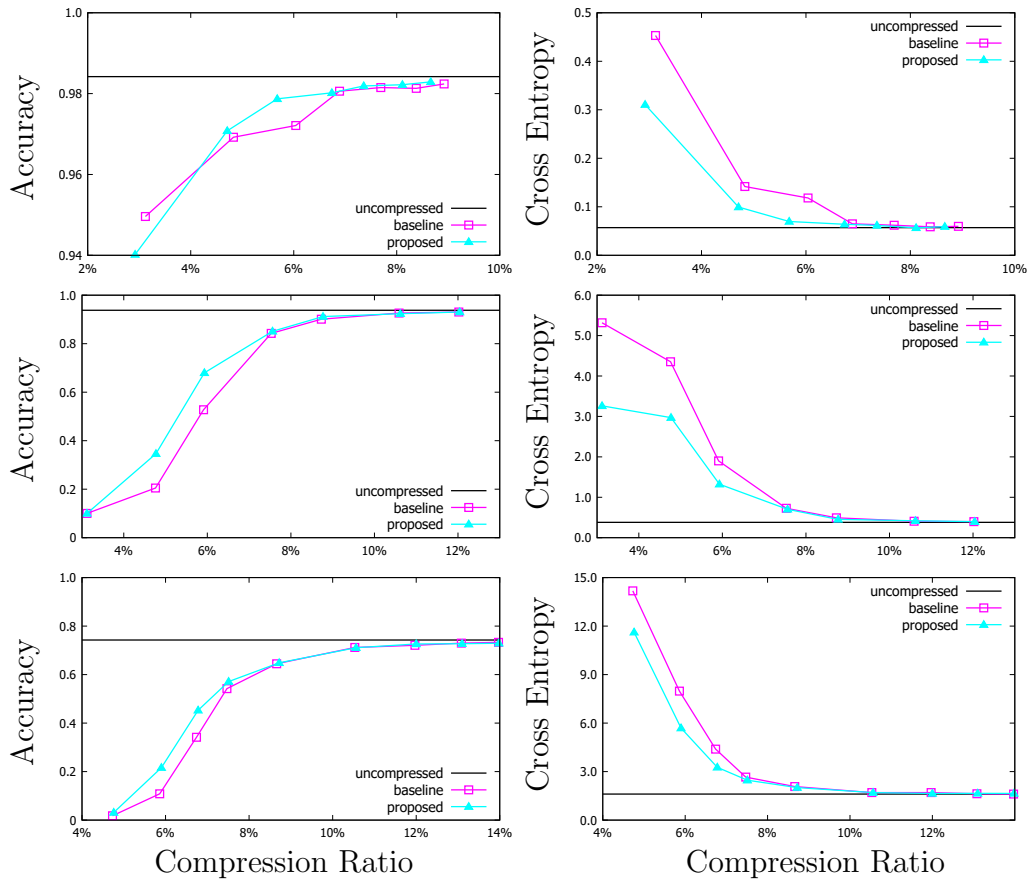 Accuracy
1.0
0.98
0.96
0.94
2% 4% 6% 8% 10%
uncompressed
baseline
proposed
Cross Entropy
0.5
0.4
0.3
0.2
0.1
0.0
2% 4% 6% 8% 10%
uncompressed
baseline
proposed
Accuracy
1.0
0.8
0.6
0.4
0.2
0
4% 6% 8% 10% 12%
uncompressed
baseline
proposed
Cross Entropy
6.0
5.0
4.0
3.0
2.0
1.0
0.0
4% 6% 8% 10% 12%
uncompressed
baseline
proposed
Accuracy
1.0
0.8
0.6
0.4
0.2
0
4% 6% 8% 10% 12% 14%
uncompressed
baseline
proposed
Compression Ratio
Cross Entropy
15.0
12.0
9.0
6.0
3.0
0.0
4% 6% 8% 10% 12%
uncompressed
baseline
proposed
Compression Ratio